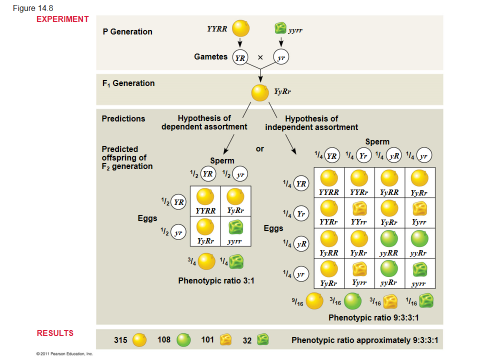 Figure 14.8
EXPERIMENT
P Generation
YYRR
yyrr
Gametes YR × yr
F1 Generation
YyRr
Predictions
Hypothesis of
dependent assortment
Hypothesis of
independent assortment
Predicted
offspring of
F2 generation
or
Sperm
1/2 YR 1/2 yr
1/2 YR
YYRR YyRr
Eggs
1/2 yr
YyRr yyrr
3/4 1/4
Phenotypic ratio 3:1
Sperm
1/4 YR 1/4 Yr 1/4 yR 1/4 yr
1/4 YR
YYRR YYRr YyRR YyRr
1/4 Yr
YYRr YYrr YyRr Yyrr
Eggs
1/4 yR
YyRR YyRr yyRR yyRr
1/4 yr
YyRr Yyrr yyRr yyrr
9/16 3/16 3/16 1/16
Phenotypic ratio 9:3:3:1
RESULTS
315 108 101 32 Phenotypic ratio approximately 9:3:3:1
© 2011 Pearson Education, Inc.